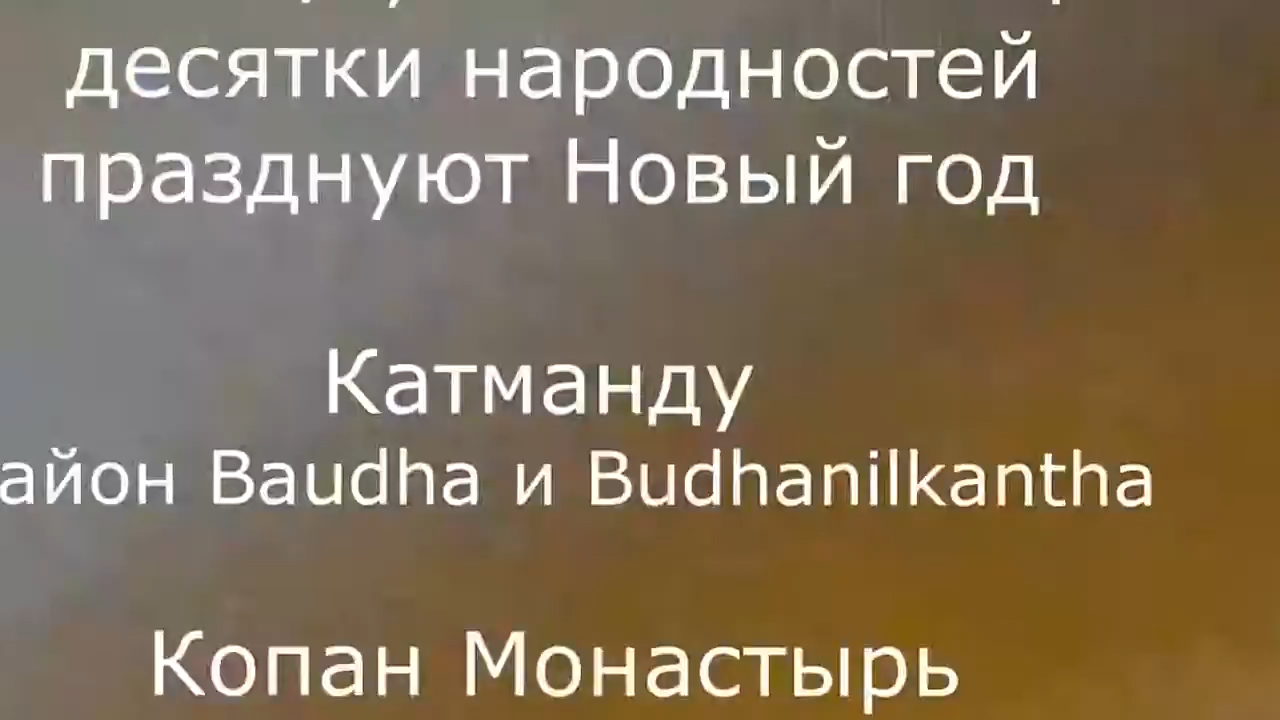 десятки народностей
празднуют Новый год
Катманду
айон Baudha и Budhanilkantha
Копан Монастырь